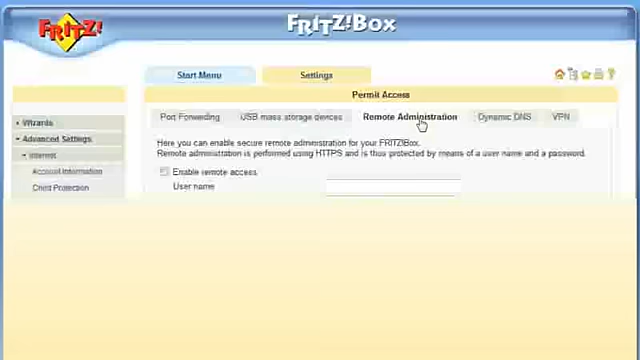 FRITZ!
FRITZ!Box
Start Menu
Settings
Permit Access
Port Forwarding
USB mass storage devices
Remote Administration
Dynamic DNS
VPN
Wizards
Advanced Settings
Internet
Account Information
Child Protection
Here you can enable secure remote administration for your FRITZ!Box.
Remote administration is performed using HTTPS and is thus protected by means of a user name and a password.
Enable remote access
User name